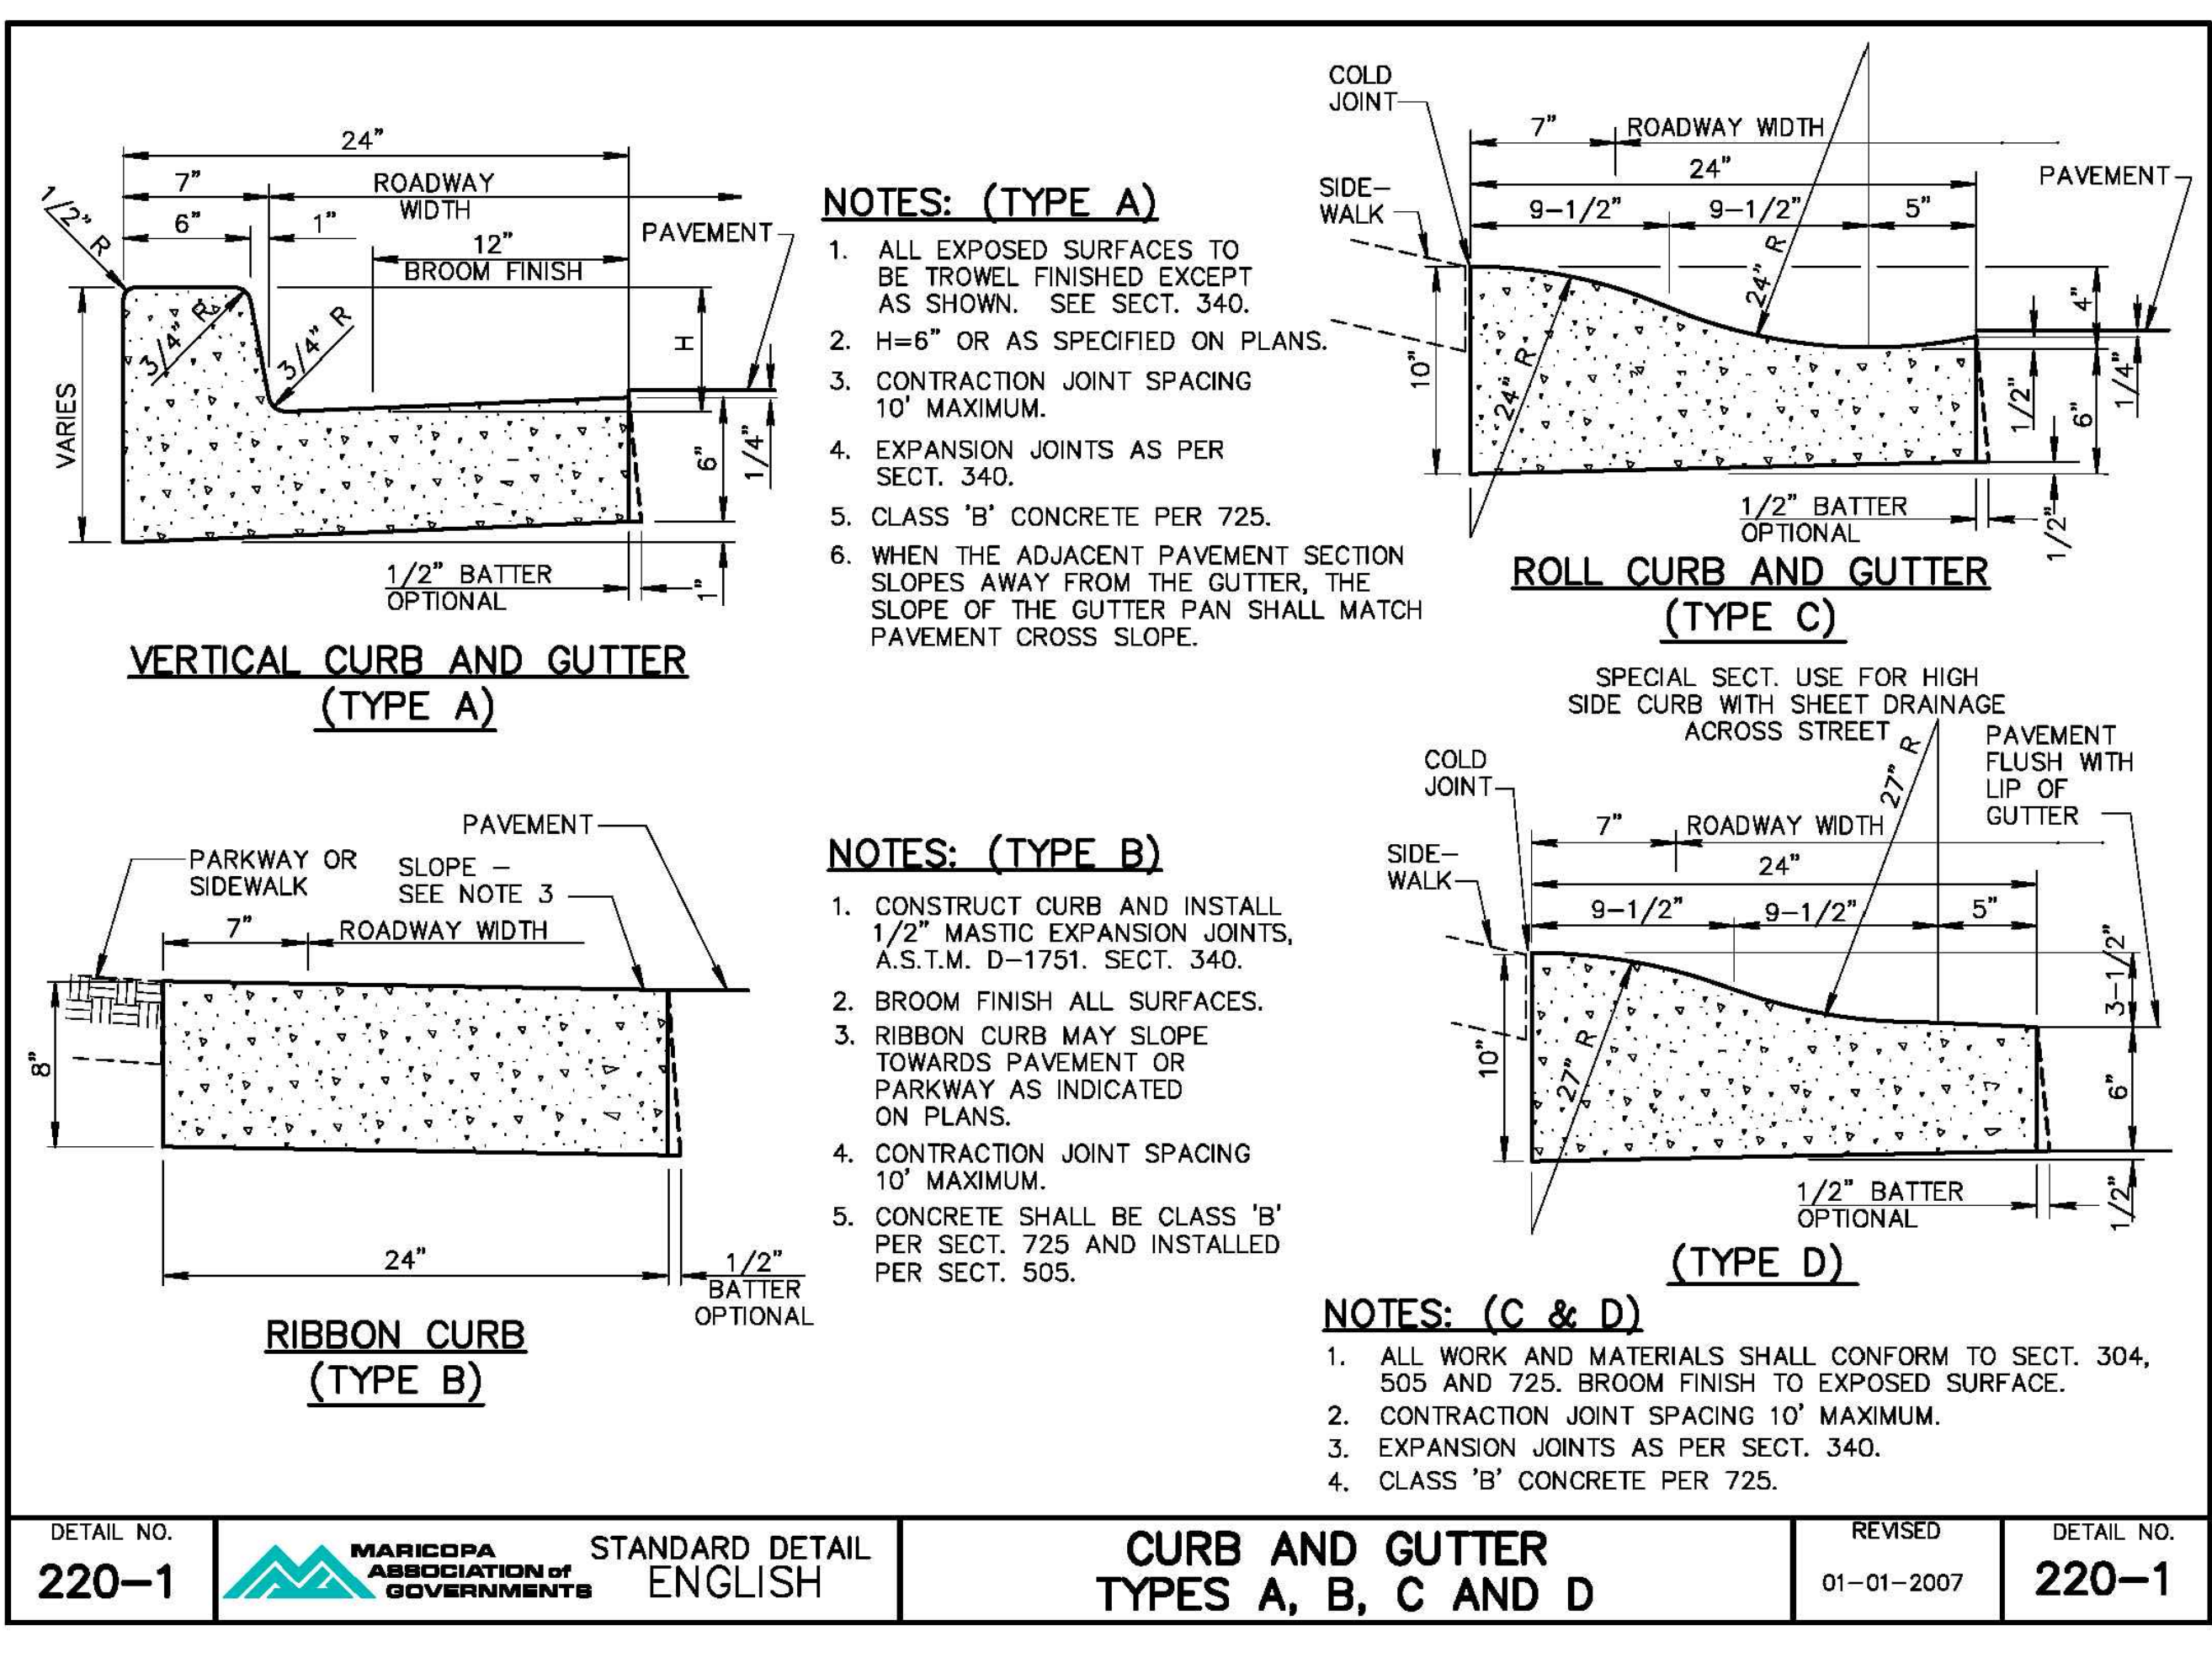 24"
7"
ROADWAY
WIDTH
1/2" R
6"
1"
12"
BROOM FINISH
PAVEMENT
3/4" R
3/4" R
H
VARIES
6"
1/4"
1/2" BATTER
OPTIONAL
1"
VERTICAL CURB AND GUTTER
(TYPE A)
NOTES: (TYPE A)
1. ALL EXPOSED SURFACES TO
BE TROWEL FINISHED EXCEPT
AS SHOWN. SEE SECT. 340.
2. H=6" OR AS SPECIFIED ON PLANS.
3. CONTRACTION JOINT SPACING
10' MAXIMUM.
4. EXPANSION JOINTS AS PER
SECT. 340.
5. CLASS 'B' CONCRETE PER 725.
6. WHEN THE ADJACENT PAVEMENT SECTION
SLOPES AWAY FROM THE GUTTER, THE
SLOPE OF THE GUTTER PAN SHALL MATCH
PAVEMENT CROSS SLOPE.
COLD
JOINT
7"
ROADWAY WIDTH
24"
PAVEMENT
SIDE-
WALK
9-1/2"
9-1/2"
5"
24" R
24" R
4"
10"
1/2"
6"
1/4"
1/2" BATTER
OPTIONAL
1/2"
ROLL CURB AND GUTTER
(TYPE C)
PAVEMENT
PARKWAY OR
SIDEWALK
SLOPE -
SEE NOTE 3
7"
ROADWAY WIDTH
8"
24"
1/2"
BATTER
OPTIONAL
RIBBON CURB
(TYPE B)
NOTES: (TYPE B)
1. CONSTRUCT CURB AND INSTALL
1/2" MASTIC EXPANSION JOINTS,
A.S.T.M. D-1751. SECT. 340.
2. BROOM FINISH ALL SURFACES.
3. RIBBON CURB MAY SLOPE
TOWARDS PAVEMENT OR
PARKWAY AS INDICATED
ON PLANS.
4. CONTRACTION JOINT SPACING
10' MAXIMUM.
5. CONCRETE SHALL BE CLASS 'B'
PER SECT. 725 AND INSTALLED
PER SECT. 505.
SPECIAL SECT. USE FOR HIGH
SIDE CURB WITH SHEET DRAINAGE
ACROSS STREET
COLD
JOINT
27" R
PAVEMENT
FLUSH WITH
LIP OF
GUTTER
7"
ROADWAY WIDTH
SIDE-
WALK
24"
9-1/2"
9-1/2"
5"
3-1/2"
10"
27" R
6"
1/2" BATTER
OPTIONAL
1/2"
(TYPE D)
NOTES: (C & D)
1. ALL WORK AND MATERIALS SHALL CONFORM TO SECT. 304,
505 AND 725. BROOM FINISH TO EXPOSED SURFACE.
2. CONTRACTION JOINT SPACING 10' MAXIMUM.
3. EXPANSION JOINTS AS PER SECT. 340.
4. CLASS 'B' CONCRETE PER 725.
DETAIL NO.
220-1
MARICOPA
ASSOCIATION of
GOVERNMENTS
STANDARD DETAIL
ENGLISH
CURB AND GUTTER
TYPES A, B, C AND D
REVISED
01-01-2007
DETAIL NO.
220-1